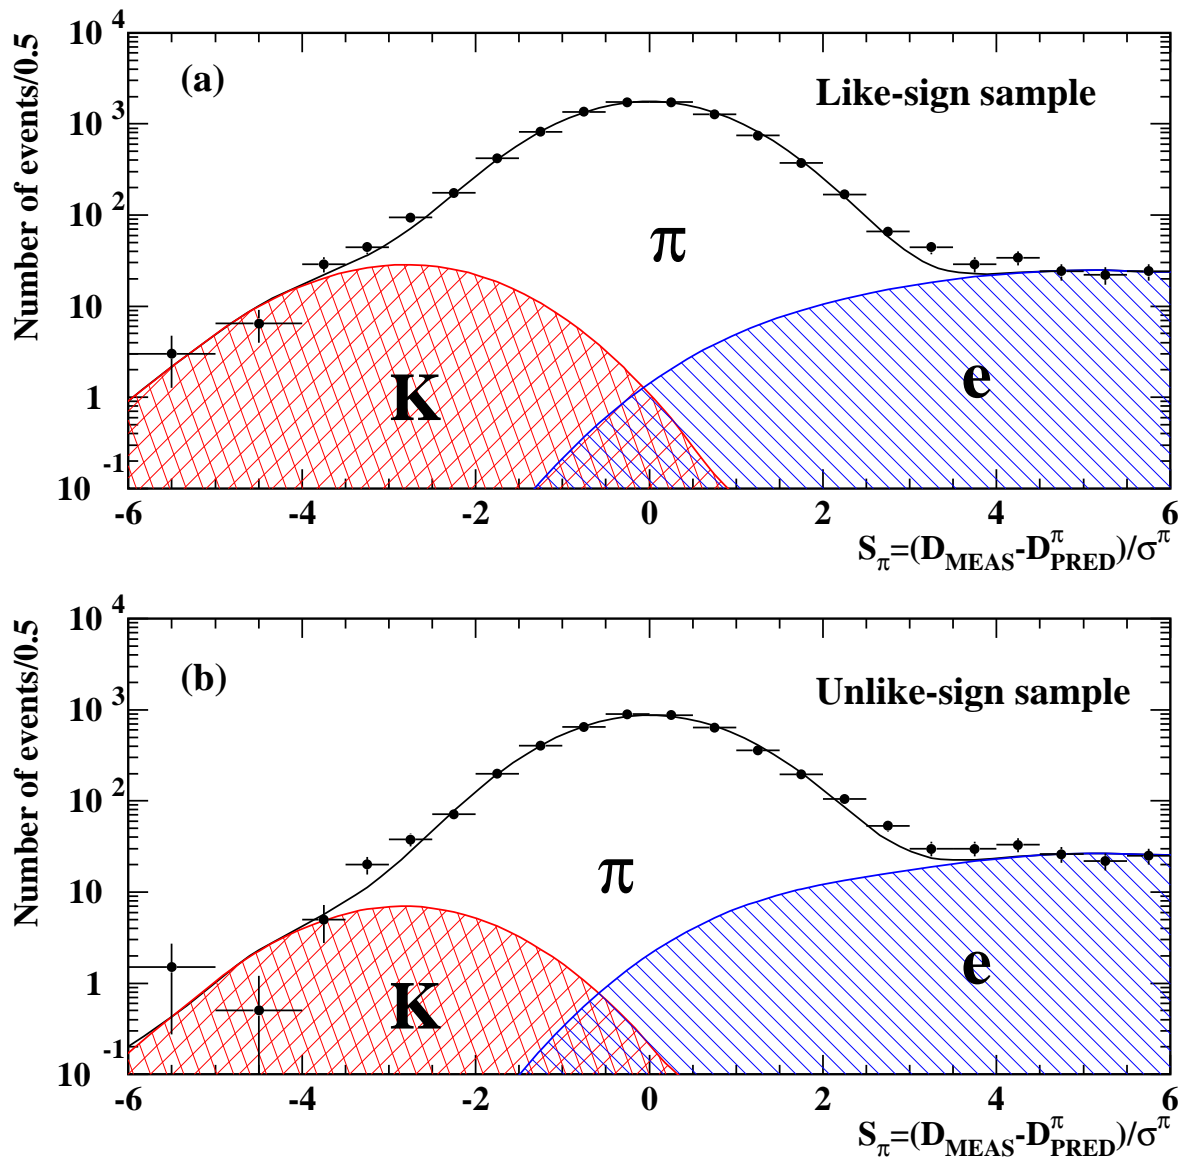 Number of events/0.5
10^4
10^3
10^2
10
1
10^-1
(a)
Like-sign sample
π
K
e
-6 -4 -2 0 2 4 6
S_π=(D_MEAS-D^π_PRED)/σ^π
Number of events/0.5
10^4
10^3
10^2
10
1
10^-1
(b)
Unlike-sign sample
π
K
e
-6 -4 -2 0 2 4 6
S_π=(D_MEAS-D^π_PRED)/σ^π